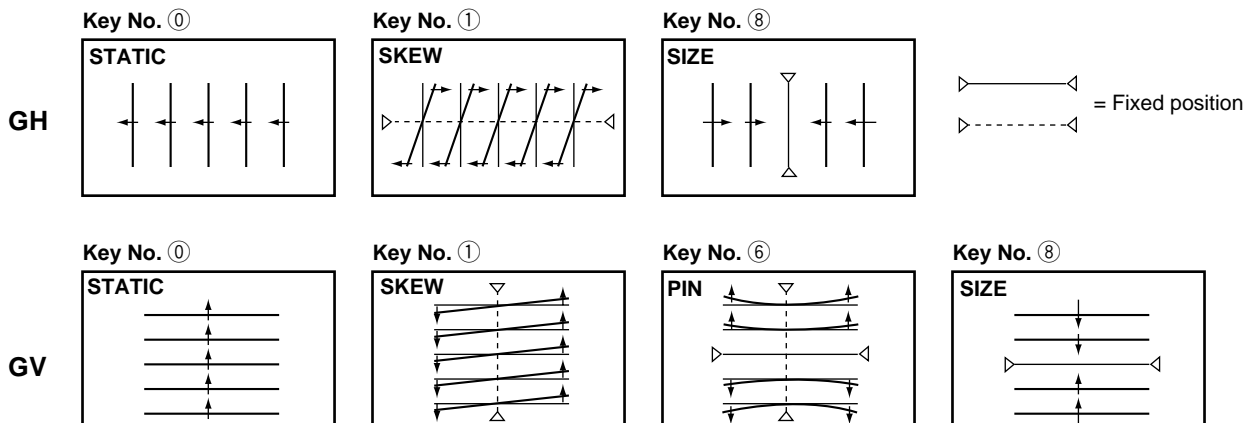 Key No. ⓪ Key No. ① Key No. ⑧
STATIC SKEW SIZE
GH
= Fixed position
Key No. ⓪ Key No. ① Key No. ⑥ Key No. ⑧
STATIC SKEW PIN SIZE
GV